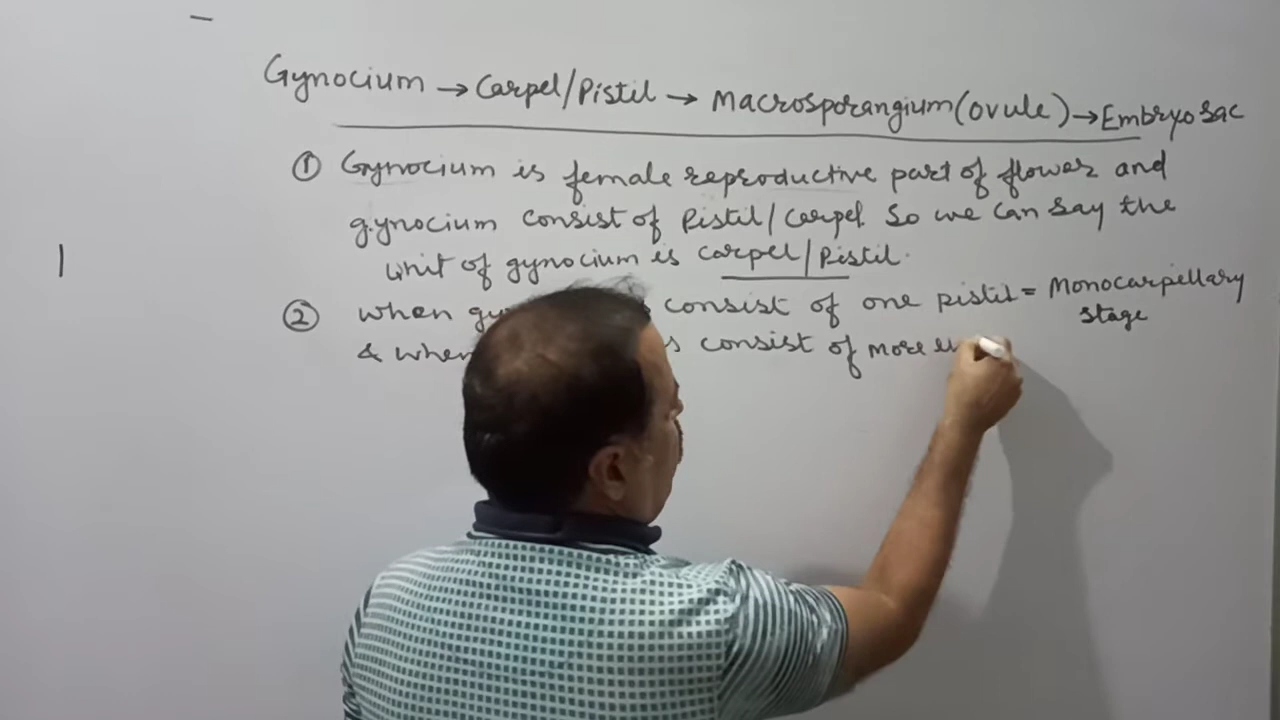 Gynocium → Carpel/Pistil → Macrosporangium (ovule) → Embryo sac
① Gynocium is female reproductive part of flower and
gynocium consist of Pistil/Carpel. So we can say the
Unit of gynocium is carpel/Pistil.
② when consist of one pistil = Monocarpellary
stage
& when consist of more